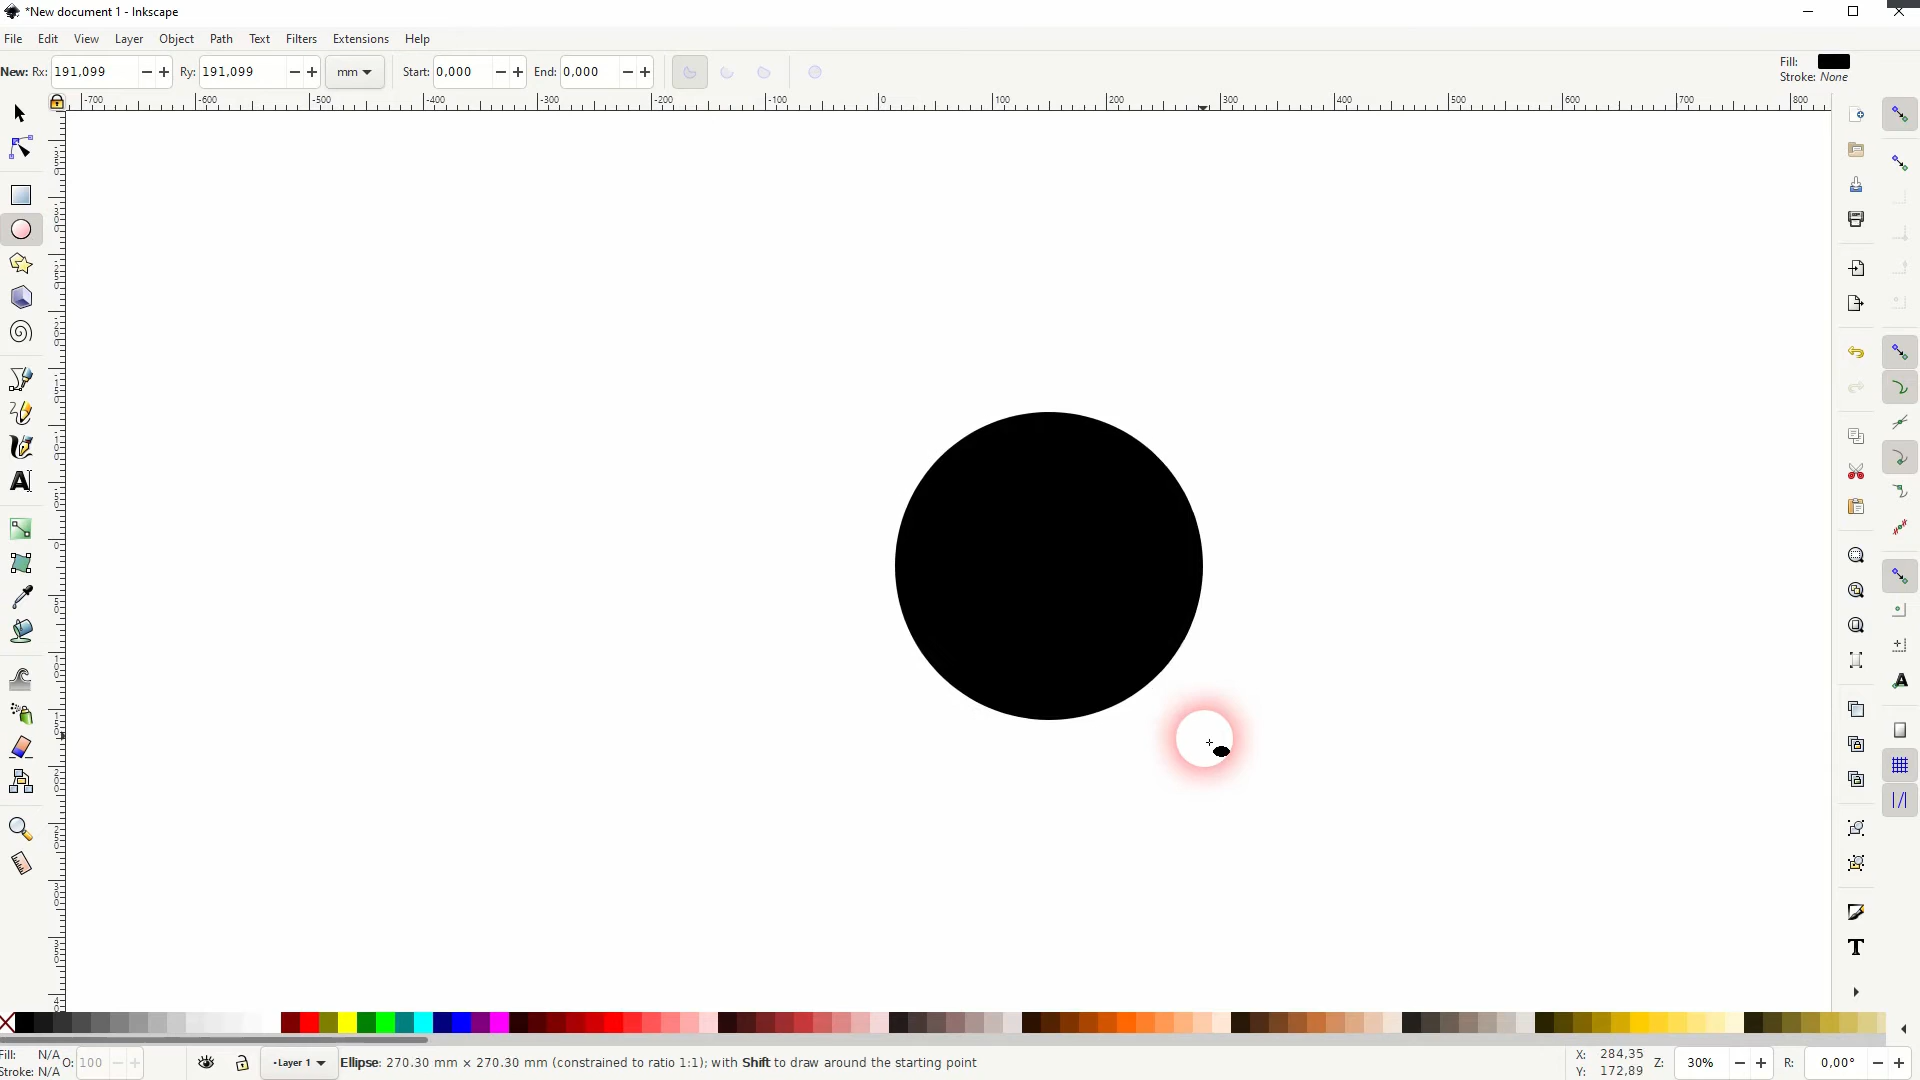 *New document 1 - Inkscape
File Edit View Layer Object Path Text Filters Extensions Help
New: Rx: 191,099 Ry: 191,099 mm Start: 0,000 End: 0,000
Fill:
Stroke: None
-700 -600 -500 -400 -300 -200 -100 0 100 200 300 400 500 600 700 800
Fill: N/A
Stroke: N/A
O: 100
Layer 1
Ellipse: 270.30 mm × 270.30 mm (constrained to ratio 1:1); with Shift to draw around the starting point
X: 284,35
Y: 172,89
Z: 30%
R: 0,00°